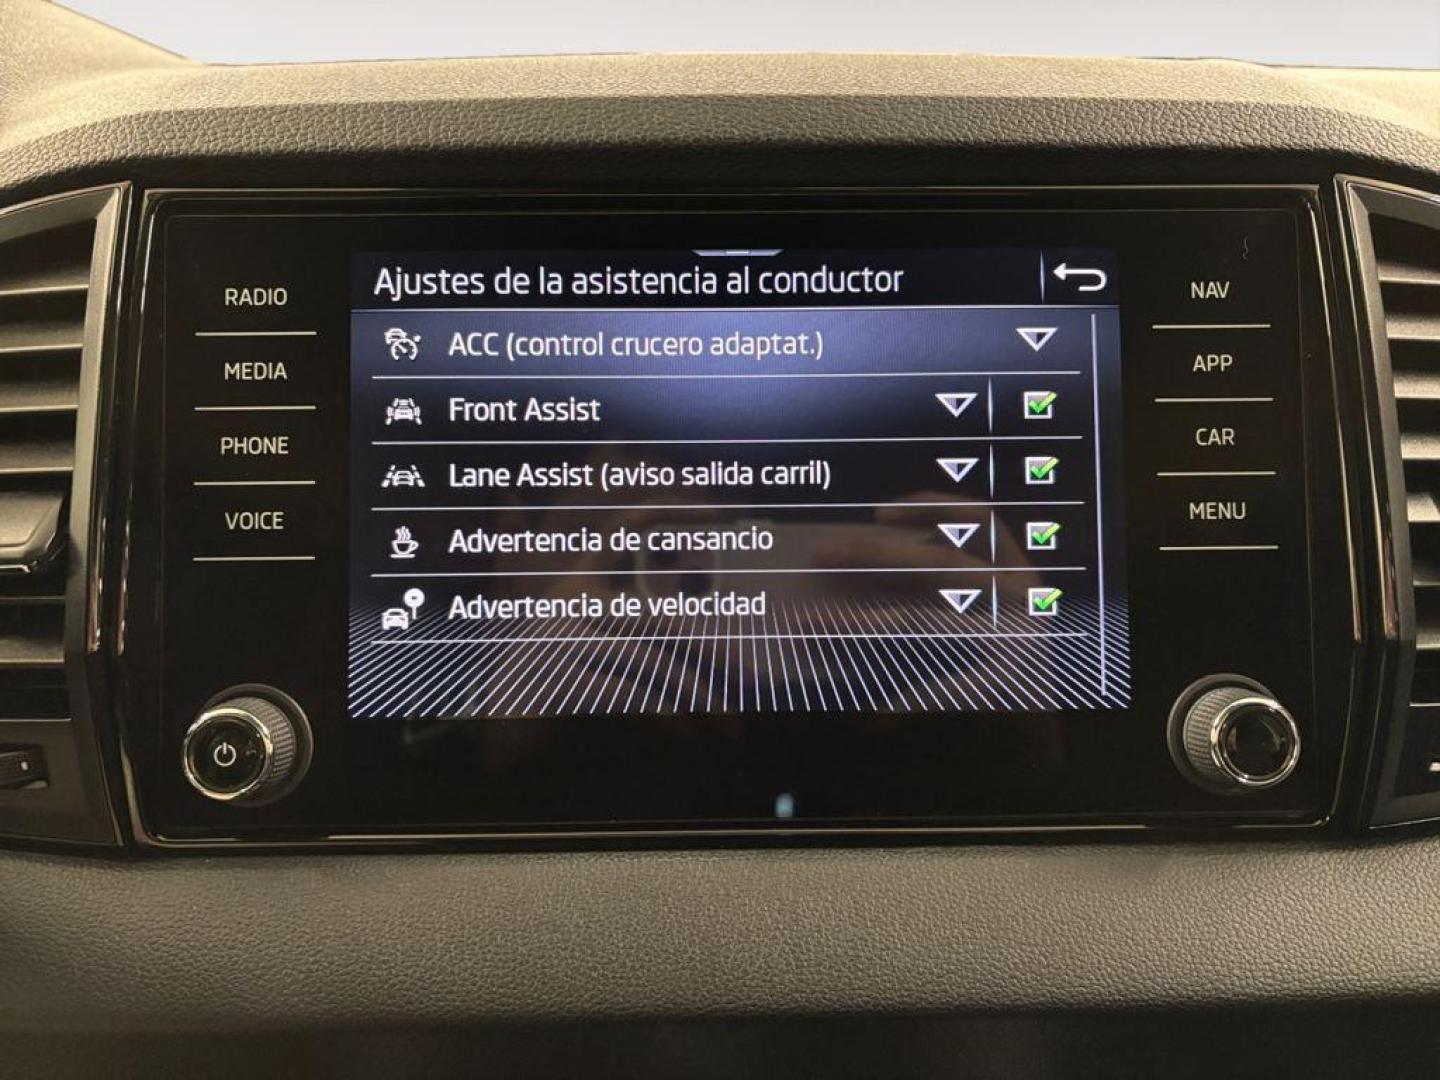 RADIO
MEDIA
PHONE
VOICE
Ajustes de la asistencia al conductor
ACC (control crucero adaptat.)
Front Assist
Lane Assist (aviso salida carril)
Advertencia de cansancio
Advertencia de velocidad
NAV
APP
CAR
MENU